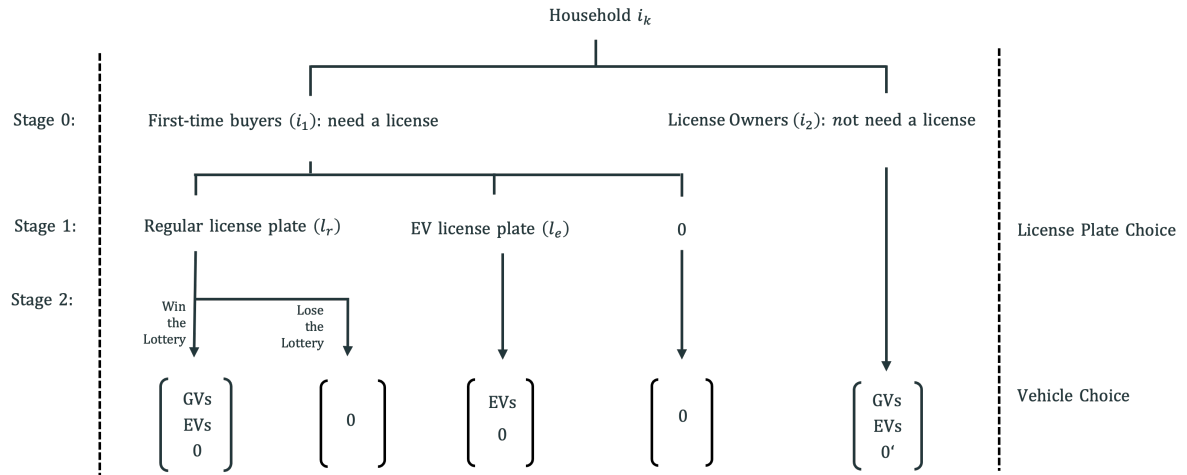 Household i_k
Stage 0:
First-time buyers (i_1): need a license
License Owners (i_2): not need a license
Stage 1:
Regular license plate (l_r)
EV license plate (l_e)
0
License Plate Choice
Stage 2:
Win
the
Lottery
Lose
the
Lottery
GVs
EVs
0
0
EVs
0
0
GVs
EVs
0‘
Vehicle Choice